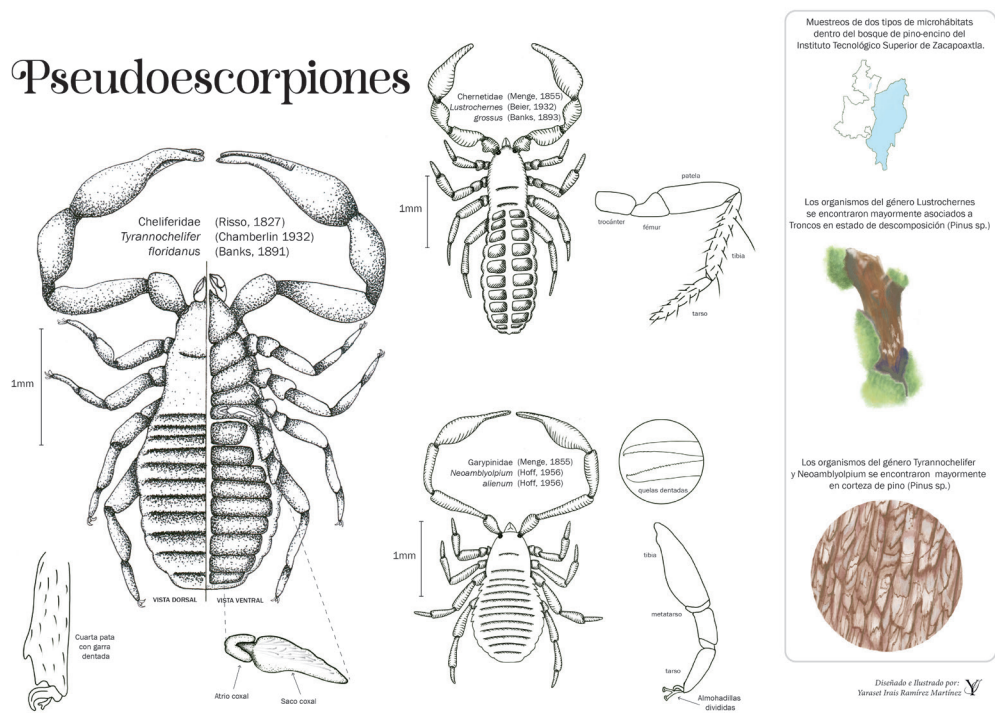 Pseudoescorpiones
Cheliferidae (Risso, 1827)
Tyrannochelifer (Chamberlin 1932)
floridanus (Banks, 1891)
1mm
VISTA DORSAL
VISTA VENTRAL
Cuarta pata
con garra
dentada
Atrio coxal
Saco coxal
Chernetidae (Menge, 1855)
Lustrochernes (Beier, 1932)
grossus (Banks, 1893)
1mm
patela
trocánter
fémur
tibia
tarso
Garypinidae (Menge, 1855)
Neoamblyolpium (Hoff, 1956)
alienum (Hoff, 1956)
1mm
quelas dentadas
tibia
metatarso
tarso
Almohadillas
divididas
Muestreos de dos tipos de microhábitats
dentro del bosque de pino-encino del
Instituto Tecnológico Superior de Zacapoaxtla.
Los organismos del género Lustrochernes
se encontraron mayormente asociados a
Troncos en estado de descomposición (Pinus sp.)
Los organismos del género Tyrannochelifer
y Neoamblyolpium se encontraron mayormente
en corteza de pino (Pinus sp.)
Diseñado e Ilustrado por:
Yaraset Irais Ramírez Martínez